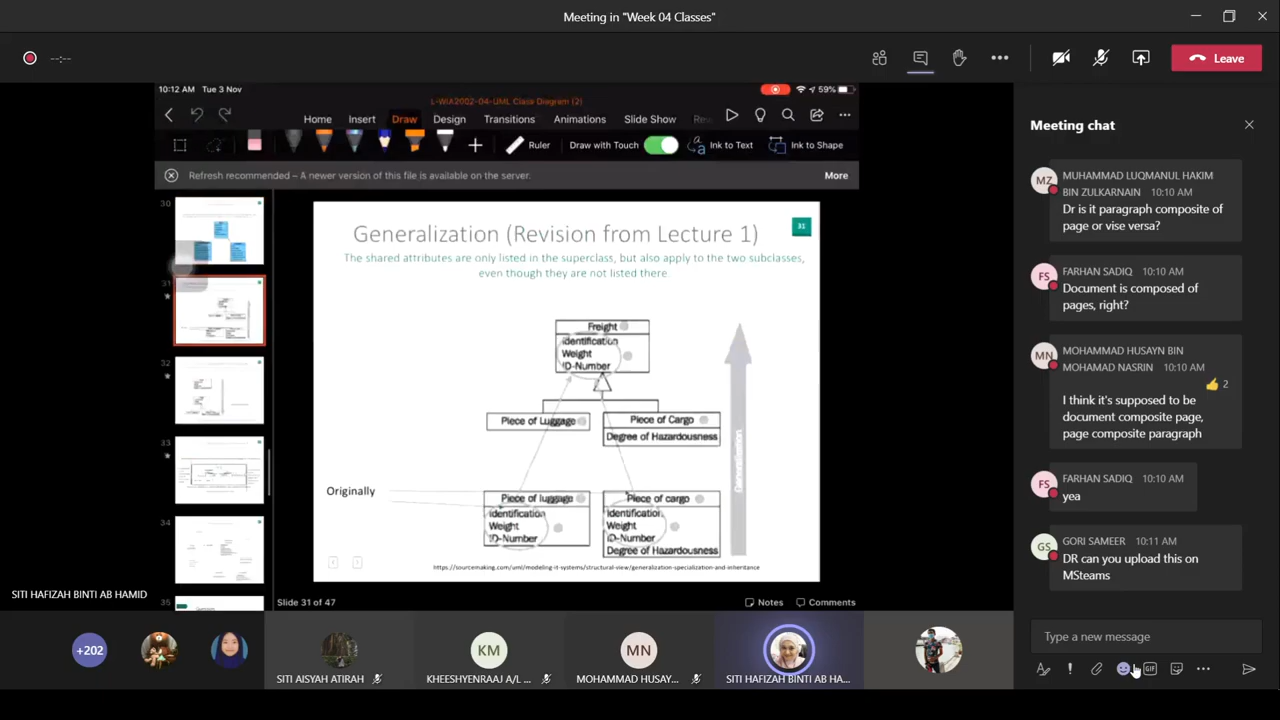 Meeting in "Week 04 Classes"
--:--
Leave
10:12 AM Tue 3 Nov
59%
L-WIA2002-04-UML Class Diagram (2)
Home Insert Draw Design Transitions Animations Slide Show
Ruler Draw with Touch Ink to Text Ink to Shape
Refresh recommended – A newer version of this file is available on the server. More
30
31
32
33
34
35
Generalization (Revision from Lecture 1)
31
The shared attributes are only listed in the superclass, but also apply to the two subclasses,
even though they are not listed there
Freight
Identification
Weight
ID-Number
Piece of Luggage
Piece of Cargo
Degree of Hazardousness
Generalisation
Originally
Piece of luggage
Identification
Weight
ID-Number
Piece of cargo
Identification
Weight
ID-Number
Degree of Hazardousness
https://sourcemaking.com/uml/modeling-it-systems/structural-view/generalization-specialization-and-inheritance
Slide 31 of 47
Notes Comments
SITI HAFIZAH BINTI AB HAMID
+202
SITI AISYAH ATIRAH
KM
KHEESHYENRAAJ A/L ...
MN
MOHAMMAD HUSAY...
SITI HAFIZAH BINTI AB HA...
Meeting chat
MZ
MUHAMMAD LUQMANUL HAKIM
BIN ZULKARNAIN 10:10 AM
Dr is it paragraph composite of
page or vise versa?
FS
FARHAN SADIQ 10:10 AM
Document is composed of
pages, right?
MN
MOHAMMAD HUSAYN BIN
MOHAMAD NASRIN 10:10 AM
2
I think it's supposed to be
document composite page,
page composite paragraph
FS
FARHAN SADIQ 10:10 AM
yea
GS
GORI SAMEER 10:11 AM
DR can you read this on
MSteams
Type a new message
GIF